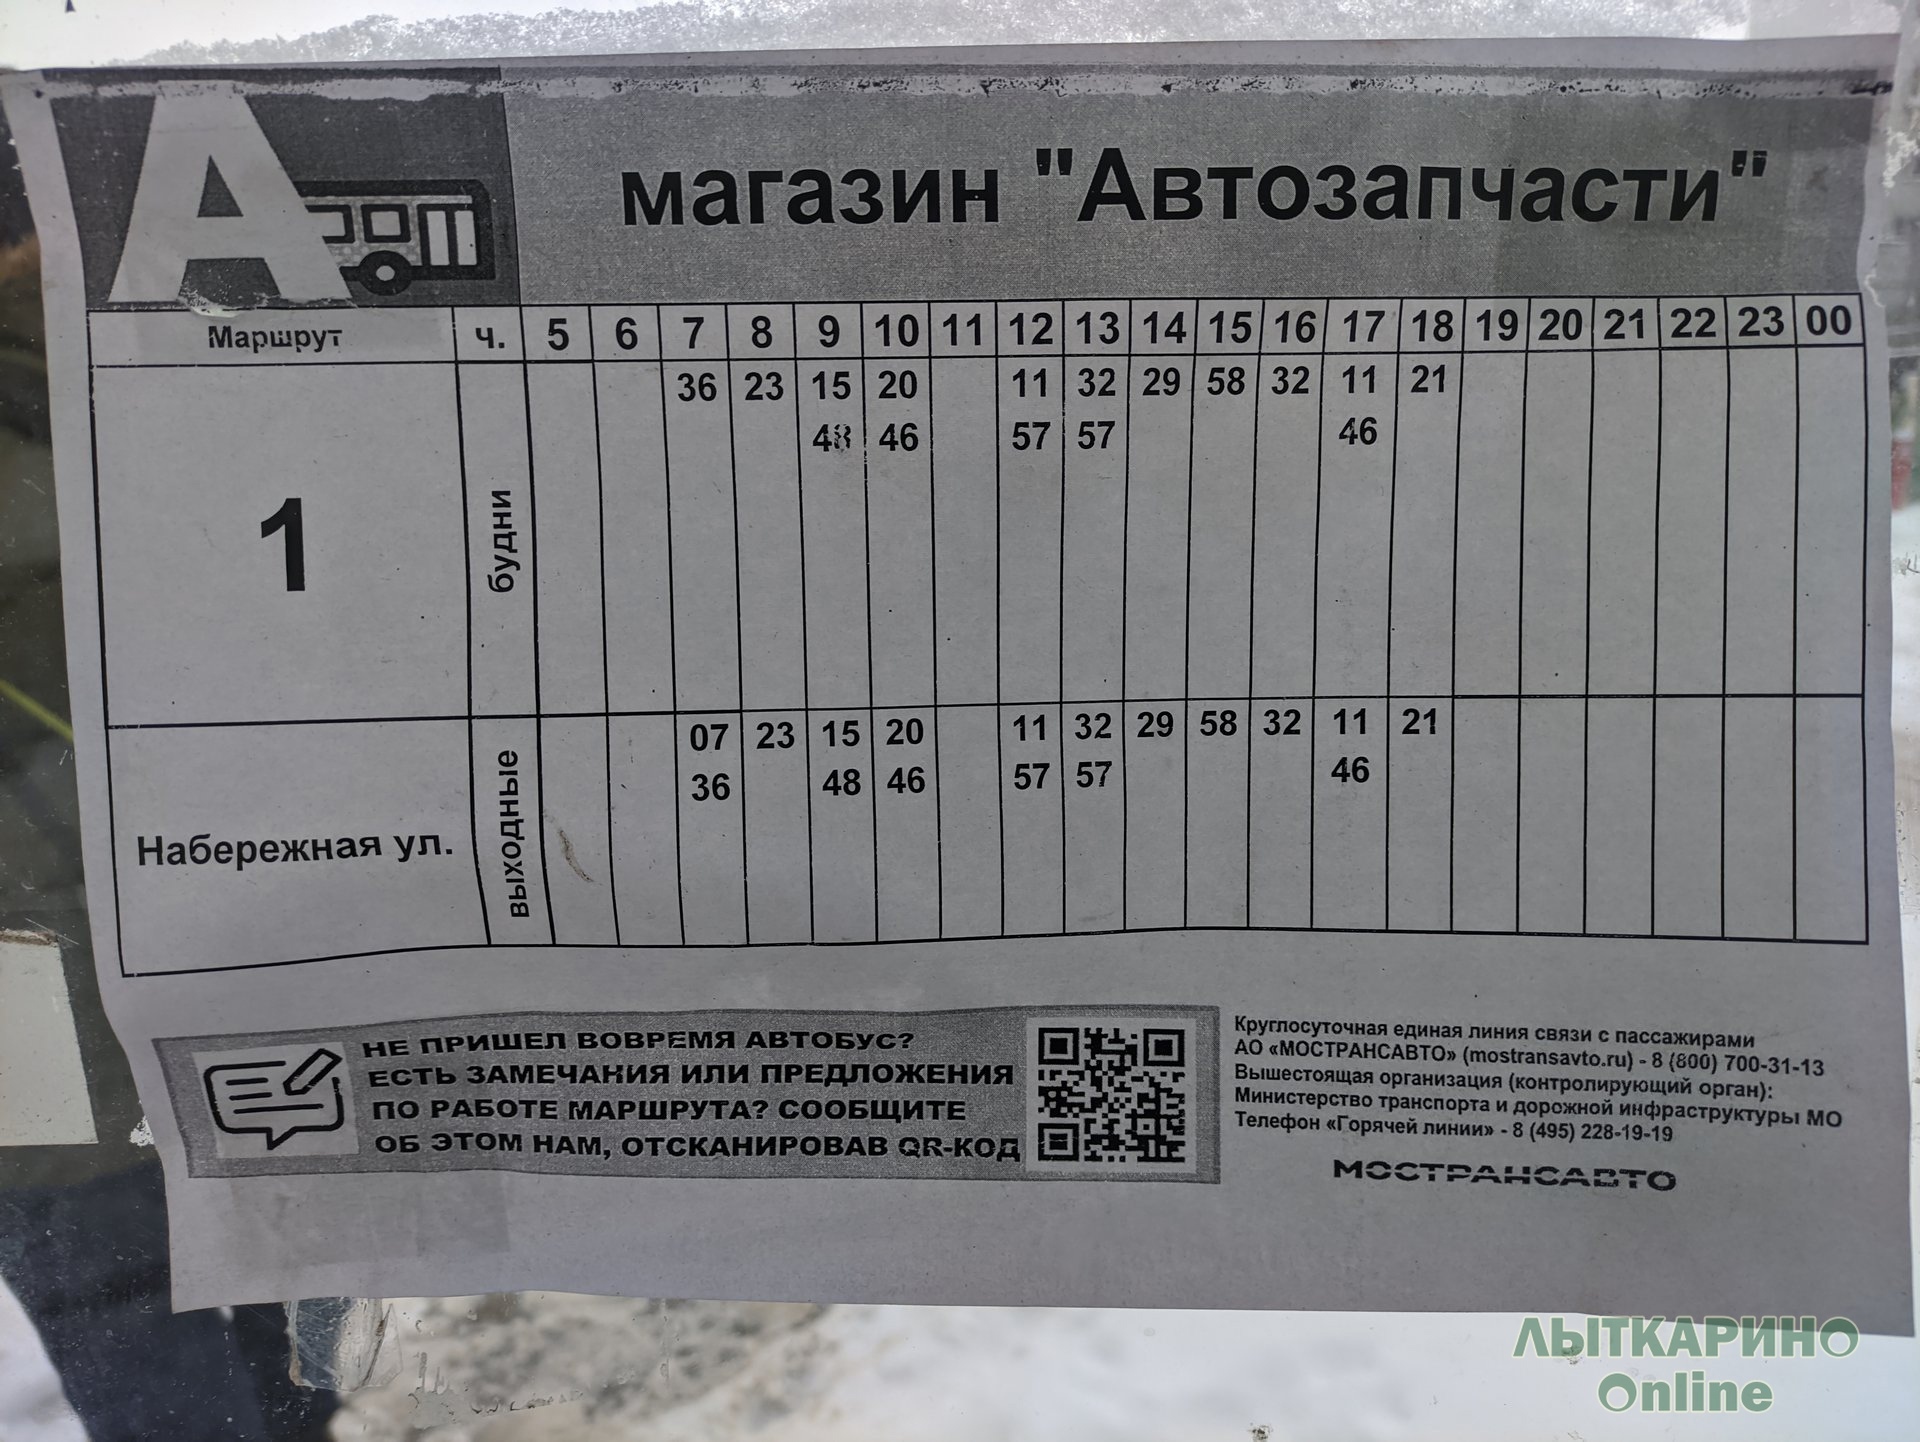 А
магазин "Автозапчасти"
Маршрут ч. 5 6 7 8 9 10 11 12 13 14 15 16 17 18 19 20 21 22 23 00
1
будни
36 23 15 20 11 32 29 58 32 11 21
48 46 57 57 46
Набережная ул.
выходные
07 23 15 20 11 32 29 58 32 11 21
36 48 46 57 57 46
НЕ ПРИШЕЛ ВОВРЕМЯ АВТОБУС?
ЕСТЬ ЗАМЕЧАНИЯ ИЛИ ПРЕДЛОЖЕНИЯ
ПО РАБОТЕ МАРШРУТА? СООБЩИТЕ
ОБ ЭТОМ НАМ, ОТСКАНИРОВАВ QR-КОД
Круглосуточная единая линия связи с пассажирами
АО «МОСТРАНСАВТО» (mostransavto.ru) - 8 (800) 700-31-13
Вышестоящая организация (контролирующий орган):
Министерство транспорта и дорожной инфраструктуры МО
Телефон «Горячей линии» - 8 (495) 228-19-19
МОСТРАНСАВТО
ЛЫТКАРИНО
Online